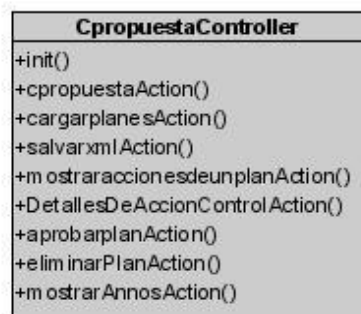 CpropuestaController
+init()
+cpropuestaAction()
+cargarplanesAction()
+salvarxmlAction()
+mostraraccionesdeunplanAction()
+DetallesDeAccionControlAction()
+aprobarplanAction()
+eliminarPlanAction()
+mostrarAnnosAction()